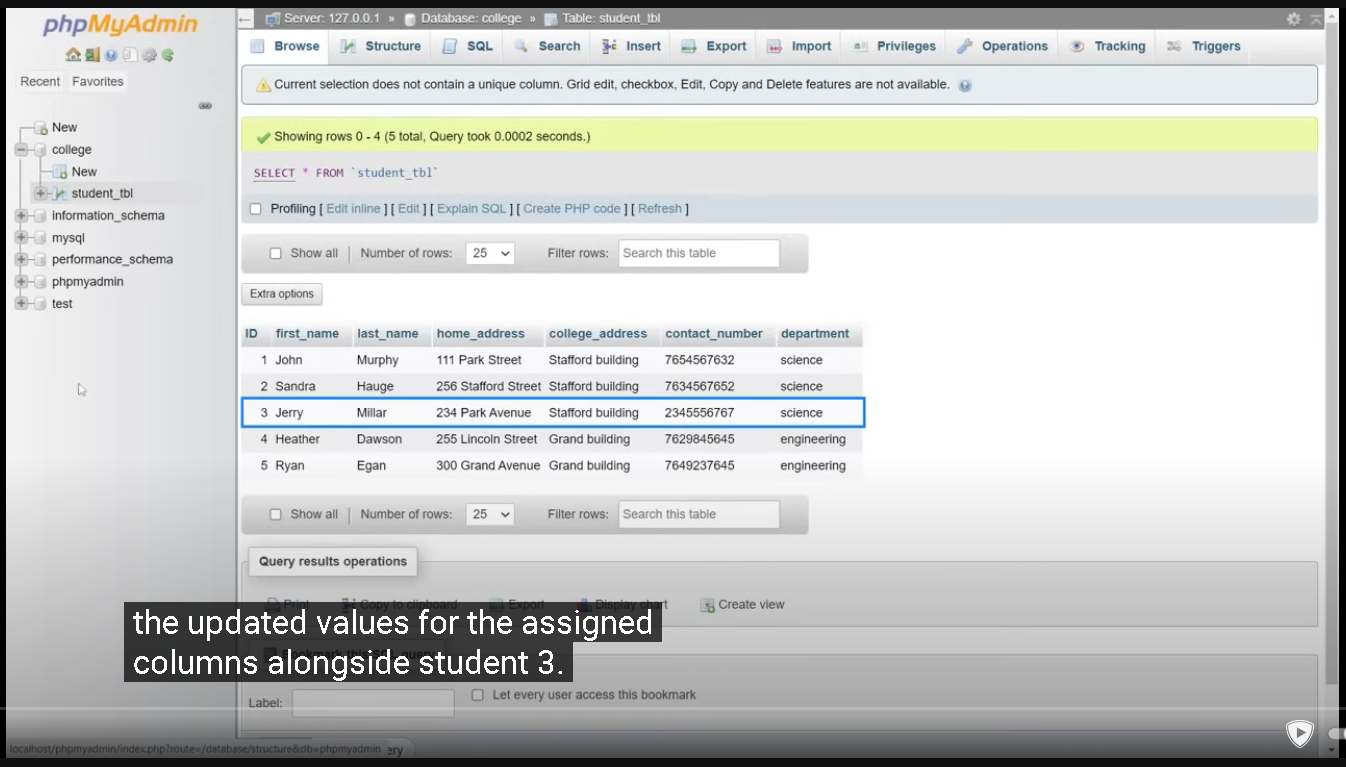 phpMyAdmin
Recent Favorites
New
college
New
student_tbl
information_schema
mysql
performance_schema
phpmyadmin
test
Server: 127.0.0.1 » Database: college » Table: student_tbl
Browse Structure SQL Search Insert Export Import Privileges Operations Tracking Triggers
Current selection does not contain a unique column. Grid edit, checkbox, Edit, Copy and Delete features are not available.
Showing rows 0 - 4 (5 total, Query took 0.0002 seconds.)
SELECT * FROM `student_tbl`
Profiling [ Edit inline ] [ Edit ] [ Explain SQL ] [ Create PHP code ] [ Refresh ]
Show all | Number of rows: 25 Filter rows: Search this table
Extra options
ID first_name last_name home_address college_address contact_number department
1 John Murphy 111 Park Street Stafford building 7654567632 science
2 Sandra Hauge 256 Stafford Street Stafford building 7634567652 science
3 Jerry Millar 234 Park Avenue Stafford building 2345556767 science
4 Heather Dawson 255 Lincoln Street Grand building 7629845645 engineering
5 Ryan Egan 300 Grand Avenue Grand building 7649237645 engineering
Show all | Number of rows: 25 Filter rows: Search this table
Query results operations
Print Copy to clipboard Export Display chart Create view
the updated values for the assigned
columns alongside student 3.
Bookmark this SQL query
Label: Let every user access this bookmark
localhost/phpmyadmin/index.php?route=/database/structure&db=phpmyadmin ery